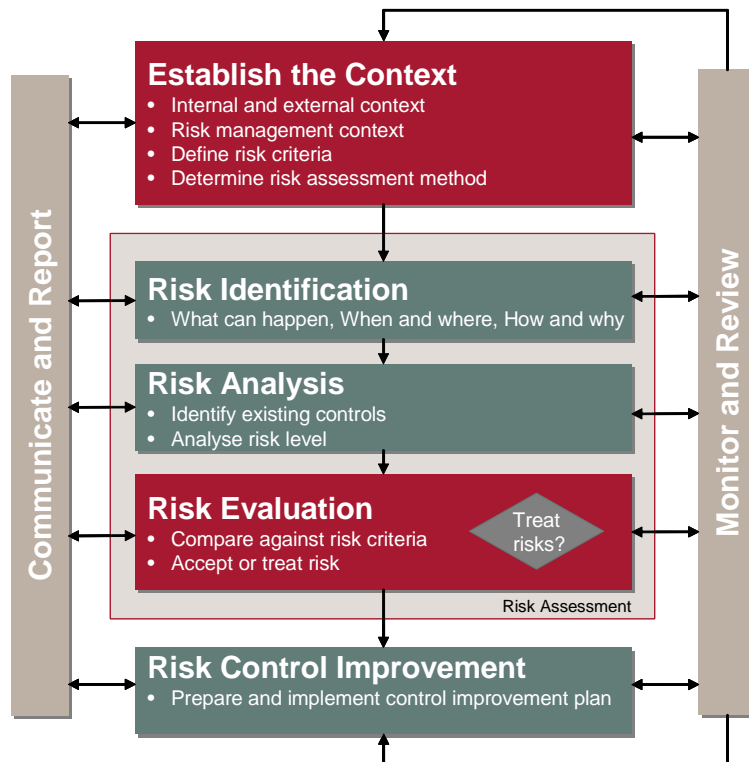 Establish the Context
• Internal and external context
• Risk management context
• Define risk criteria
• Determine risk assessment method
Communicate and Report
Monitor and Review
Risk Identification
• What can happen, When and where, How and why
Risk Analysis
• Identify existing controls
• Analyse risk level
Risk Evaluation
• Compare against risk criteria
• Accept or treat risk
Treat
risks?
Risk Assessment
Risk Control Improvement
• Prepare and implement control improvement plan